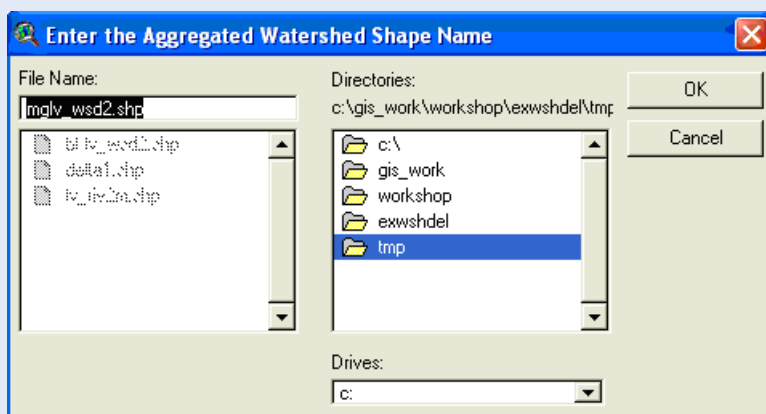 Enter the Aggregated Watershed Shape Name
File Name:
mglv_wsd2.shp
delta1.shp
Directories:
c:\gis_work\workshop\exwshdel\tmp
c:\
gis_work
workshop
exwshdel
tmp
Drives:
c:
OK
Cancel